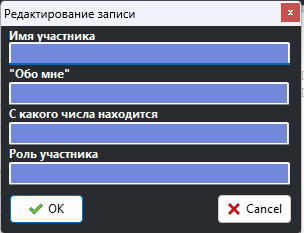 Редактирование записи
Имя участника
"Обо мне"
С какого числа находится
Роль участника
OK
Cancel